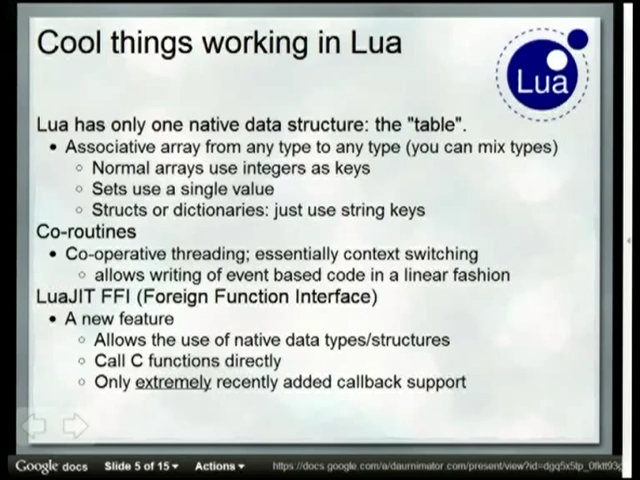 Cool things working in Lua
Lua
Lua has only one native data structure: the "table".
• Associative array from any type to any type (you can mix types)
○ Normal arrays use integers as keys
○ Sets use a single value
○ Structs or dictionaries: just use string keys
Co-routines
• Co-operative threading; essentially context switching
○ allows writing of event based code in a linear fashion
LuaJIT FFI (Foreign Function Interface)
• A new feature
○ Allows the use of native data types/structures
○ Call C functions directly
○ Only extremely recently added callback support
Google docs Slide 5 of 15 Actions